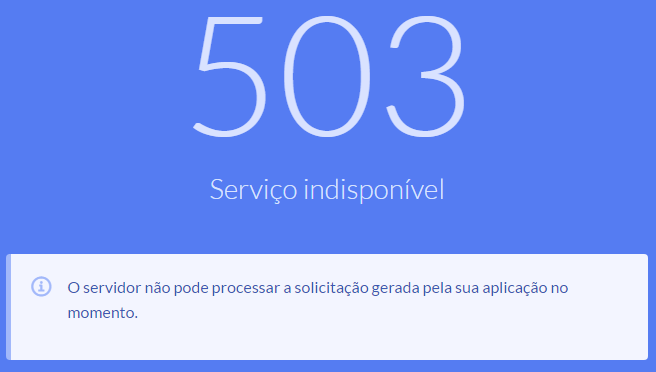 503
Serviço indisponível
O servidor não pode processar a solicitação gerada pela sua aplicação no
momento.